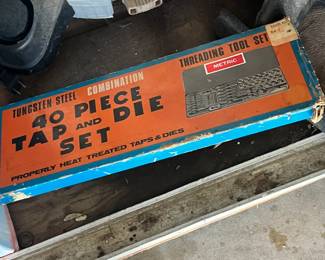 TUNGSTEN STEEL COMBINATION THREADING TOOL SET
METRIC
40 PIECE
TAP AND DIE
SET
PROPERLY HEAT TREATED TAPS & DIES